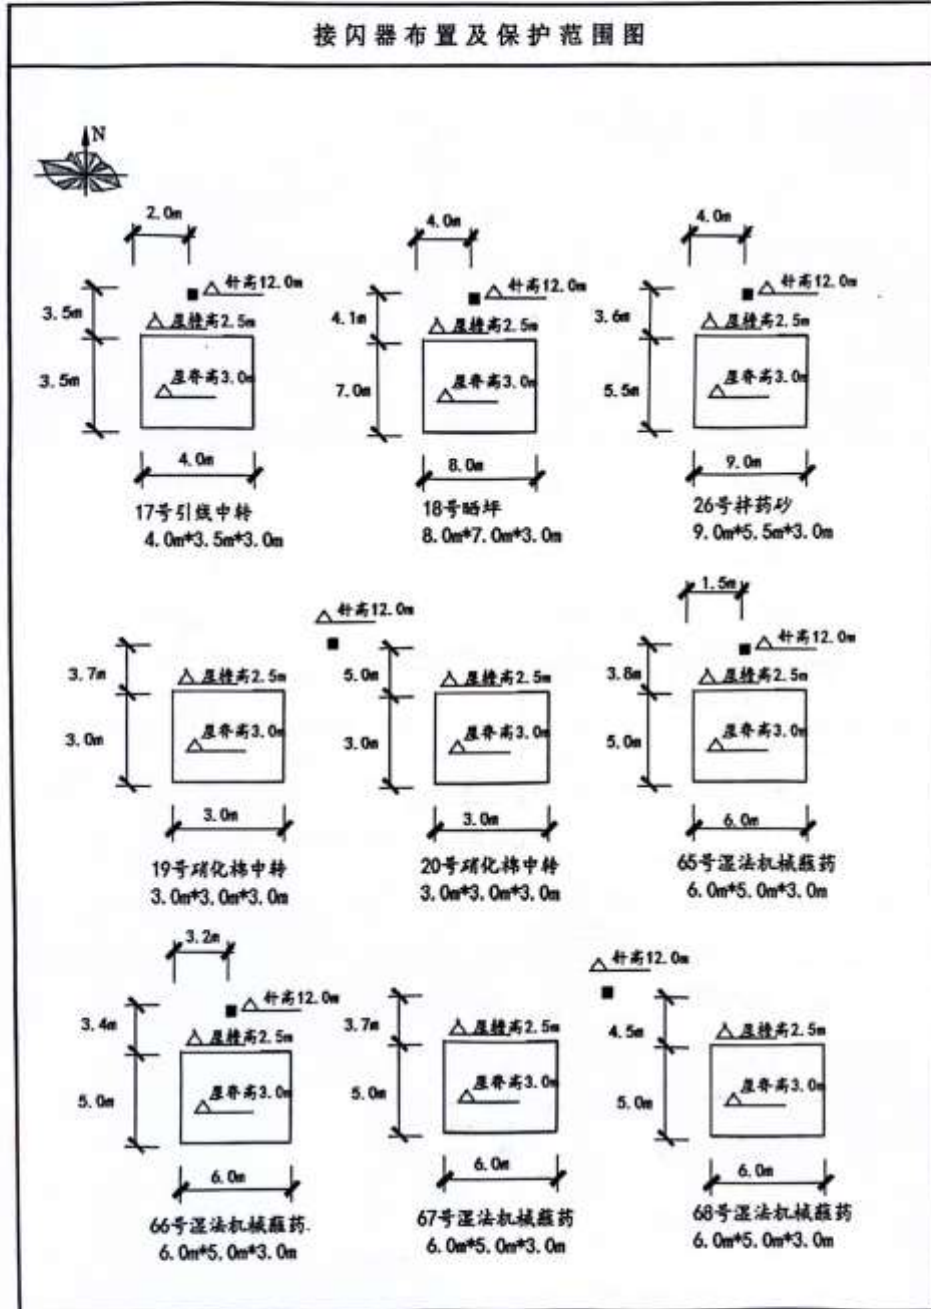 接闪器布置及保护范围图
N
2.0m
4.0m
4.0m
针高12.0m
针高12.0m
针高12.0m
3.5m
屋檐高2.5m
4.1m
屋檐高2.5m
3.6m
屋檐高2.5m
3.5m
屋脊高3.0m
7.0m
屋脊高3.0m
5.5m
屋脊高3.0m
4.0m
8.0m
9.0m
17号引线中转
18号晒坪
26号拌药砂
4.0m*3.5m*3.0m
8.0m*7.0m*3.0m
9.0m*5.5m*3.0m
1.5m
针高12.0m
针高12.0m
3.7m
屋檐高2.5m
5.0m
屋檐高2.5m
3.8m
屋檐高2.5m
3.0m
屋脊高3.0m
3.0m
屋脊高3.0m
5.0m
屋脊高3.0m
3.0m
3.0m
6.0m
19号硝化棉中转
20号硝化棉中转
65号湿法机械蘸药
3.0m*3.0m*3.0m
3.0m*3.0m*3.0m
6.0m*5.0m*3.0m
3.2m
针高12.0m
针高12.0m
3.4m
屋檐高2.5m
3.7m
屋檐高2.5m
4.5m
屋檐高2.5m
5.0m
屋脊高3.0m
5.0m
屋脊高3.0m
5.0m
屋脊高3.0m
6.0m
6.0m
6.0m
66号湿法机械蘸药.
67号湿法机械蘸药
68号湿法机械蘸药
6.0m*5.0m*3.0m
6.0m*5.0m*3.0m
6.0m*5.0m*3.0m